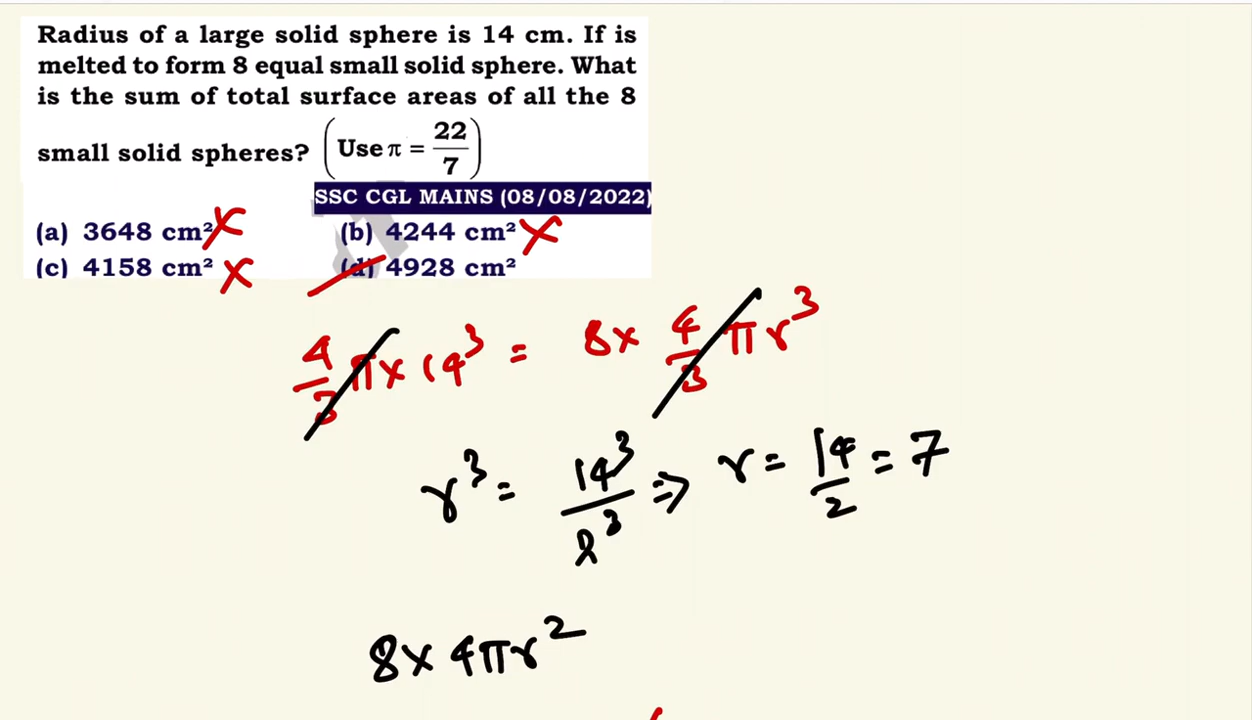 Radius of a large solid sphere is 14 cm. If is
melted to form 8 equal small solid sphere. What
is the sum of total surface areas of all the 8
small solid spheres? (Use π = 22/7)
SSC CGL MAINS (08/08/2022)
(a) 3648 cm² (b) 4244 cm²
(c) 4158 cm² (d) 4928 cm²
4/3 π × 14³ = 8 × 4/3 π r³
r³ = 14³/2³ ⇒ r = 14/2 = 7
8 × 4πr²